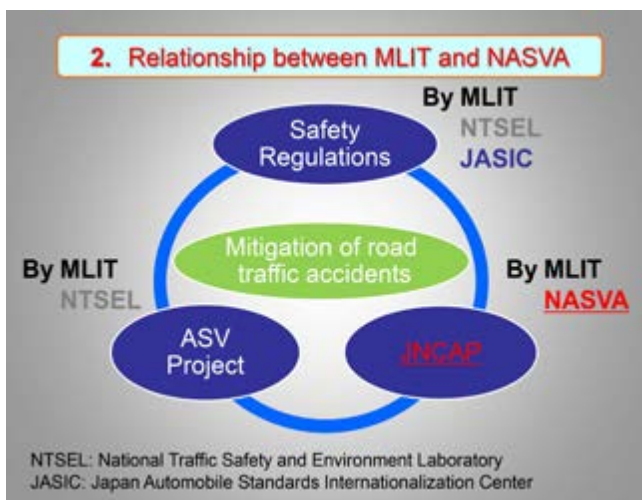 2. Relationship between MLIT and NASVA
By MLIT
NTSEL
JASIC
Safety
Regulations
Mitigation of road
traffic accidents
By MLIT
NTSEL
By MLIT
NASVA
ASV
Project
JNCAP
NTSEL: National Traffic Safety and Environment Laboratory
JASIC: Japan Automobile Standards Internationalization Center